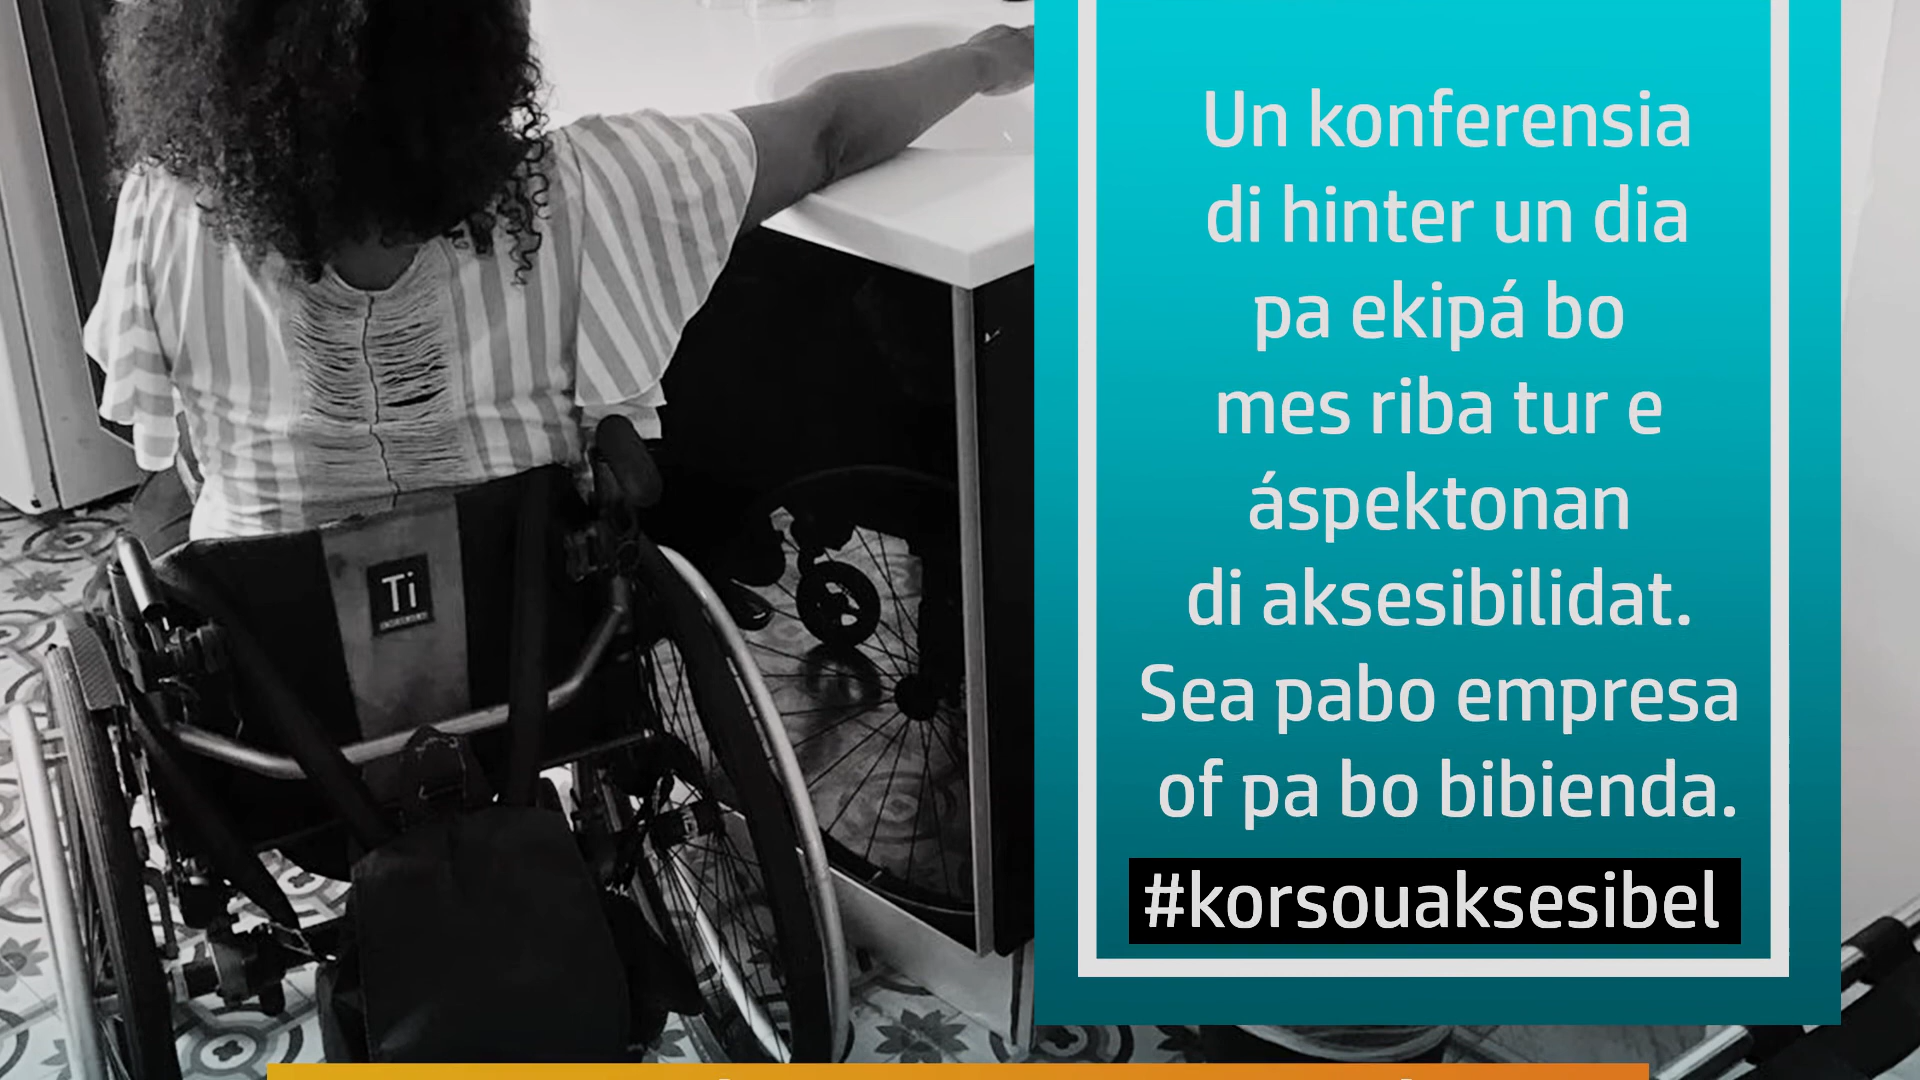 Un konferensia
di hinter un dia
pa ekipá bo
mes riba tur e
áspektonan
di aksesibilidat.
Sea pabo empresa
of pa bo bibienda.
#korsouaksesibel
Ti